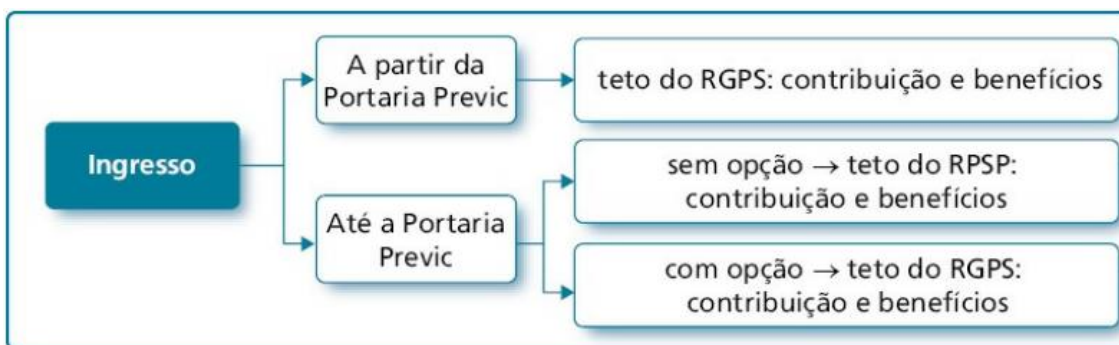 Ingresso
A partir da
Portaria Previc
teto do RGPS: contribuição e benefícios
Até a Portaria
Previc
sem opção → teto do RPSP:
contribuição e benefícios
com opção → teto do RGPS:
contribuição e benefícios